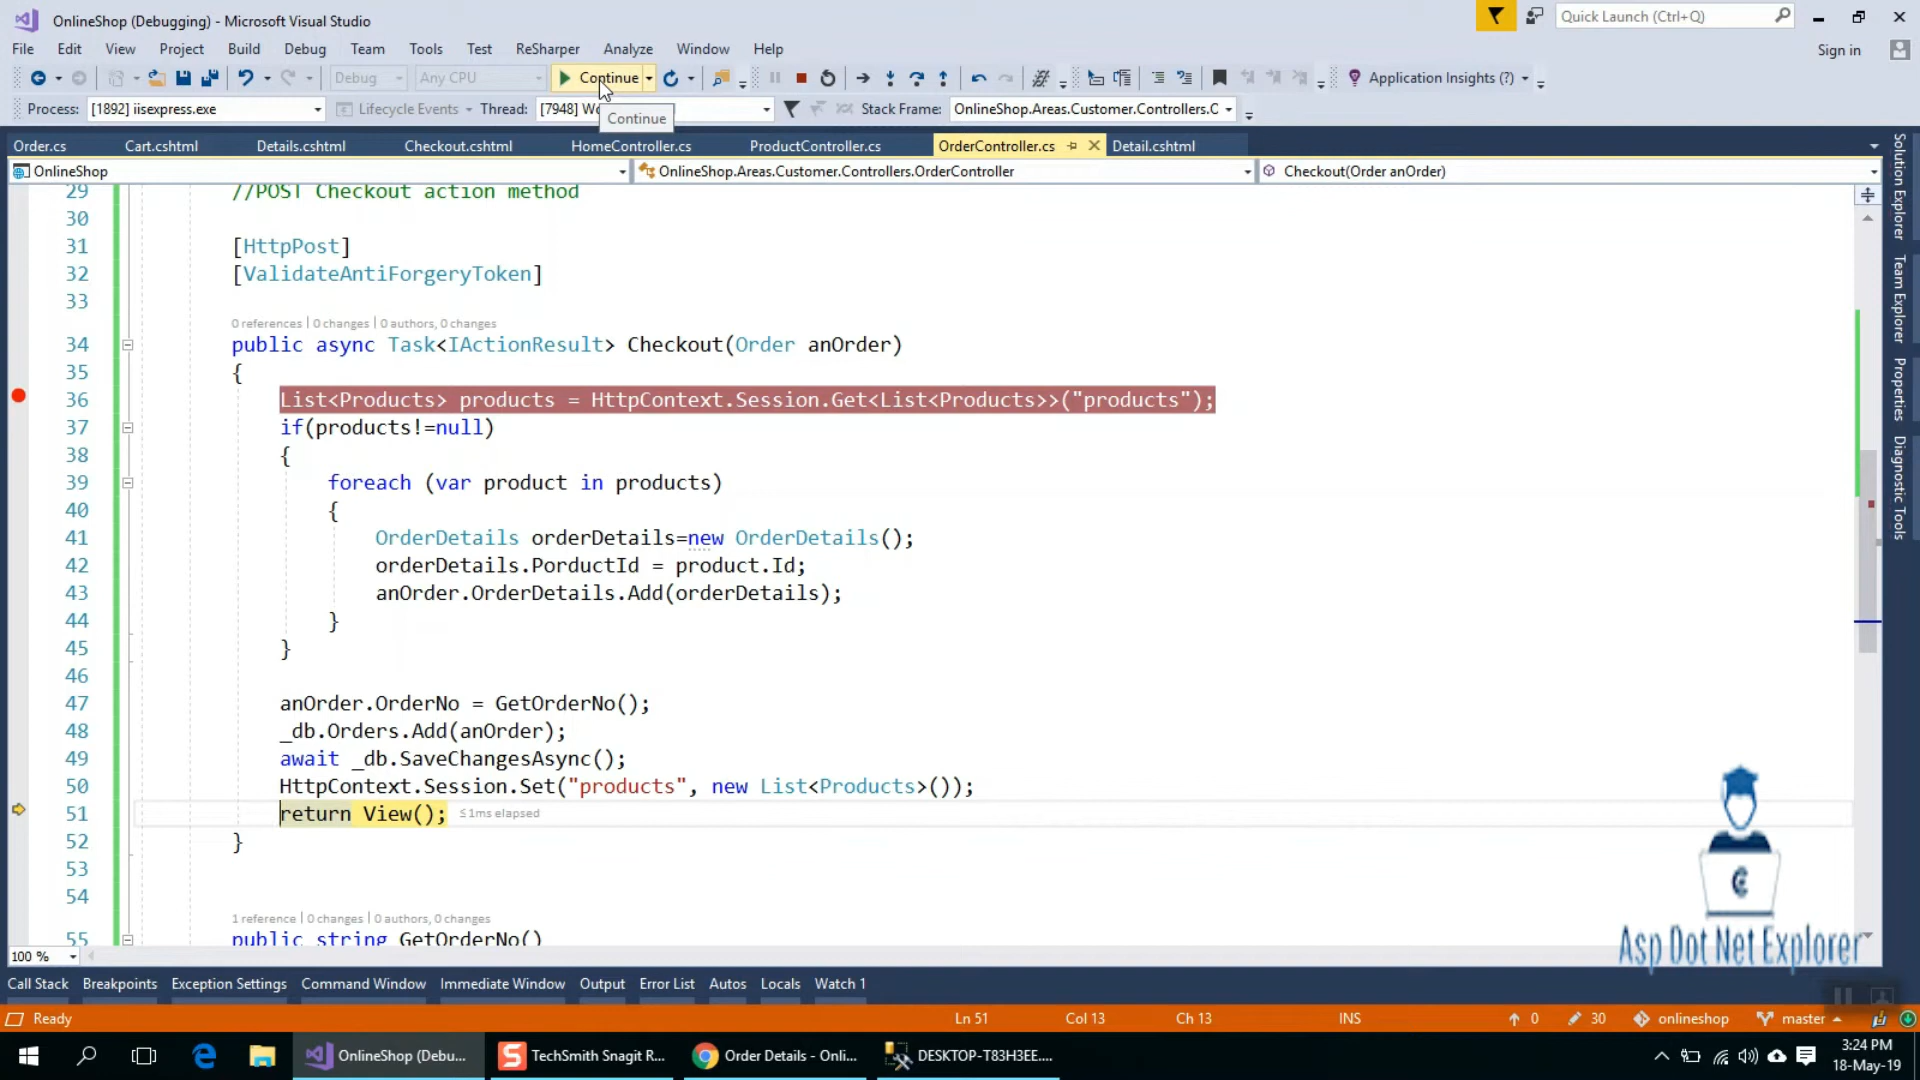 OnlineShop (Debugging) - Microsoft Visual Studio
Quick Launch (Ctrl+Q)
File Edit View Project Build Debug Team Tools Test ReSharper Analyze Window Help
Sign in
Debug Any CPU Continue Application Insights (?)
Process: [1892] iisexpress.exe Lifecycle Events Thread: [7948] Wo Stack Frame: OnlineShop.Areas.Customer.Controllers.C
Continue
Order.cs Cart.cshtml Details.cshtml Checkout.cshtml HomeController.cs ProductController.cs OrderController.cs Detail.cshtml
OnlineShop OnlineShop.Areas.Customer.Controllers.OrderController Checkout(Order anOrder)
29 //POST Checkout action method
30
31 [HttpPost]
32 [ValidateAntiForgeryToken]
33
0 references | 0 changes | 0 authors, 0 changes
34 public async Task<IActionResult> Checkout(Order anOrder)
35 {
36 List<Products> products = HttpContext.Session.Get<List<Products>>("products");
37 if(products!=null)
38 {
39 foreach (var product in products)
40 {
41 OrderDetails orderDetails=new OrderDetails();
42 orderDetails.PorductId = product.Id;
43 anOrder.OrderDetails.Add(orderDetails);
44 }
45 }
46
47 anOrder.OrderNo = GetOrderNo();
48 _db.Orders.Add(anOrder);
49 await _db.SaveChangesAsync();
50 HttpContext.Session.Set("products", new List<Products>());
51 return View(); ≤1ms elapsed
52 }
53
54
1 reference | 0 changes | 0 authors, 0 changes
55 public string GetOrderNo()
Solution Explorer
Team Explorer
Properties
Diagnostic Tools
Asp Dot Net Explorer
100 %
Call Stack Breakpoints Exception Settings Command Window Immediate Window Output Error List Autos Locals Watch 1
Ready Ln 51 Col 13 Ch 13 INS 0 30 onlineshop master
OnlineShop (Debu... TechSmith Snagit R... Order Details - Onli... DESKTOP-T83H3EE....
3:24 PM
18-May-19